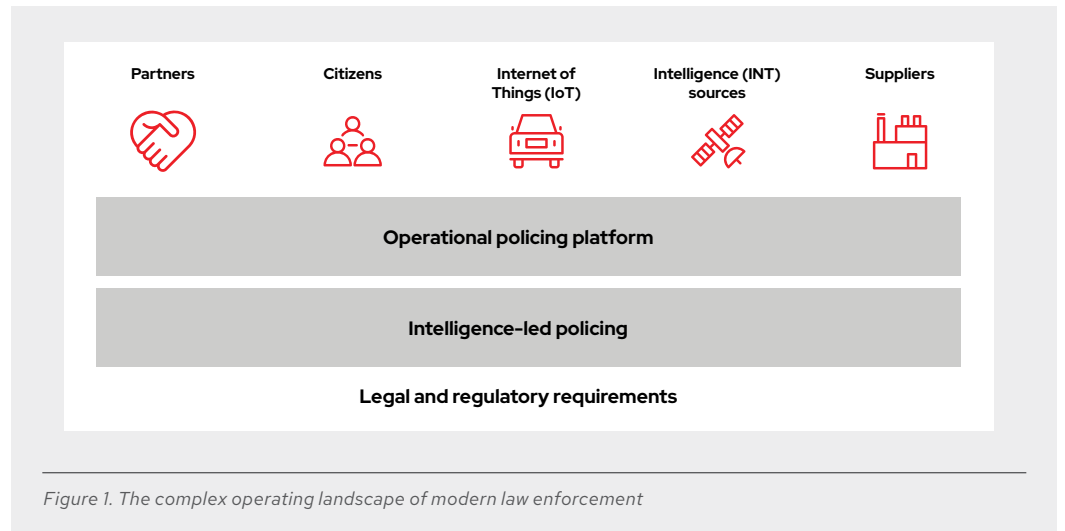 Partners
Citizens
Internet of
Things (IoT)
Intelligence (INT)
sources
Suppliers
Operational policing platform
Intelligence-led policing
Legal and regulatory requirements
Figure 1. The complex operating landscape of modern law enforcement